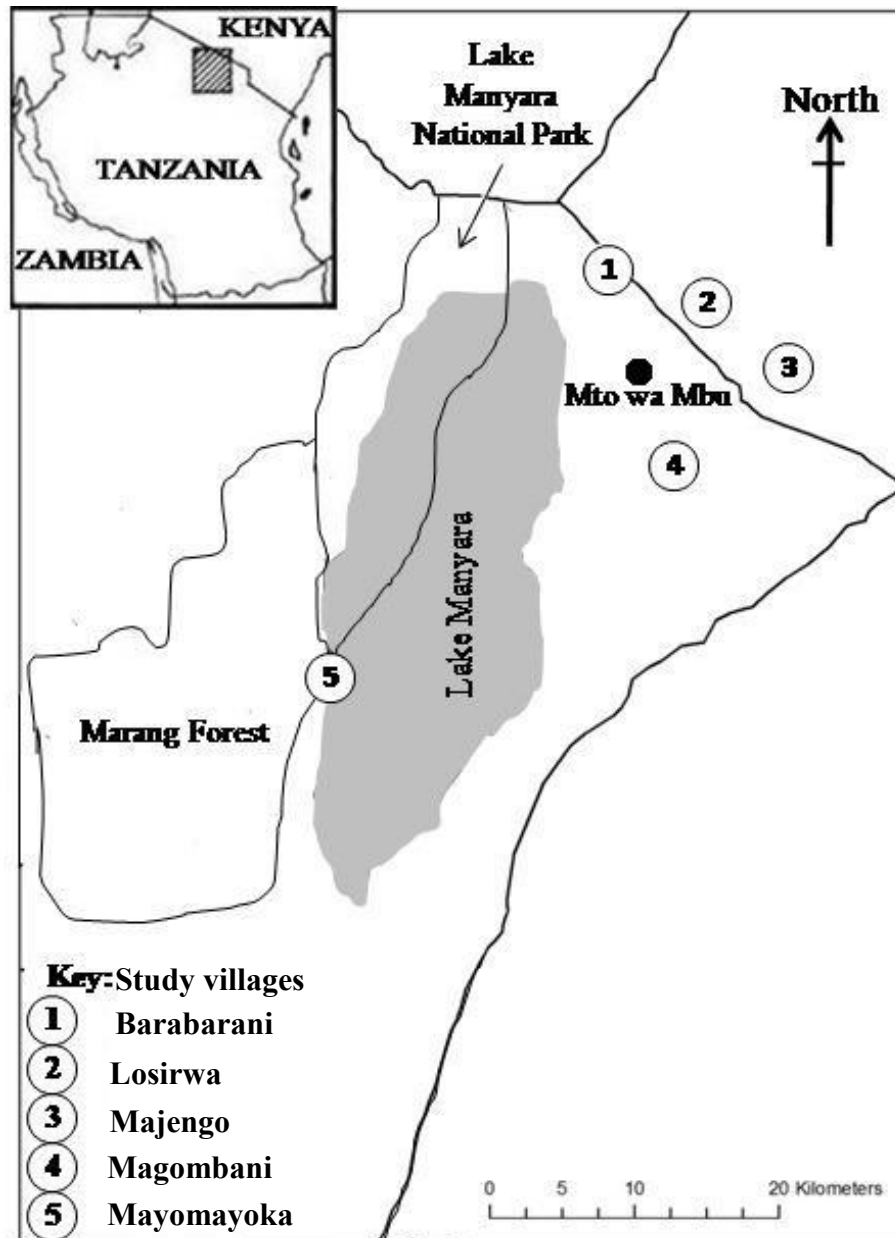 KENYA
TANZANIA
ZAMBIA
Lake
Manyara
National Park
North
1
2
3
Mto wa Mbu
4
Lake Manyara
5
Marang Forest
Key=Study villages
1 Barabarani
2 Losirwa
3 Majengo
4 Magombani
5 Mayomayoka
0 5 10 20 Kilometers